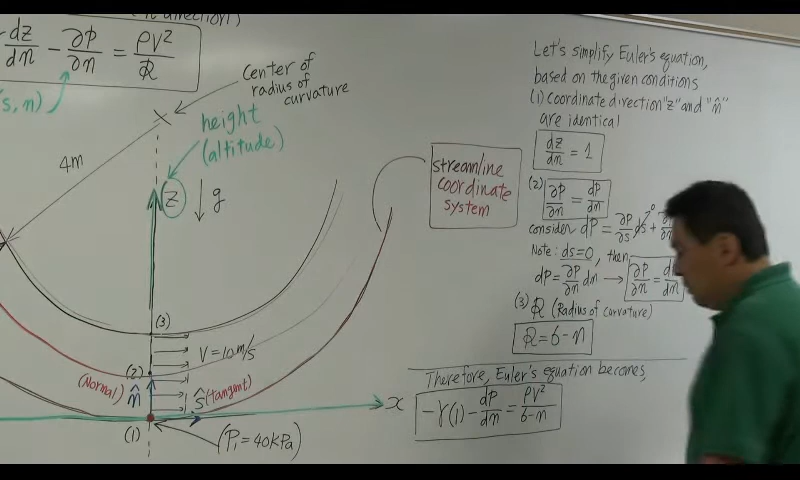 direction)
dz/dn - ∂P/∂n = ρV²/R
(s, n)
center of
radius of
curvature
height
(altitude)
4m
z
g
streamline
coordinate
system
(3)
V = 10 m/s
(2)
(Normal)
n̂
ŝ (tangent)
x
(1)
(P₁ = 40 kPa)
Let's simplify Euler's equation,
based on the given conditions
(1) Coordinate direction "z" and "n̂"
are identical
dz/dn = 1
(2) ∂P/∂n = dP/dn
consider dP = ∂P/∂s ds⁰ +
Note: ds=0, then
dP = ∂P/∂n dn → ∂P/∂n =
(3) R (Radius of curvature)
R = 6-n
Therefore, Euler's equation becomes,
-γ(1) - dP/dn = ρV²/6-n